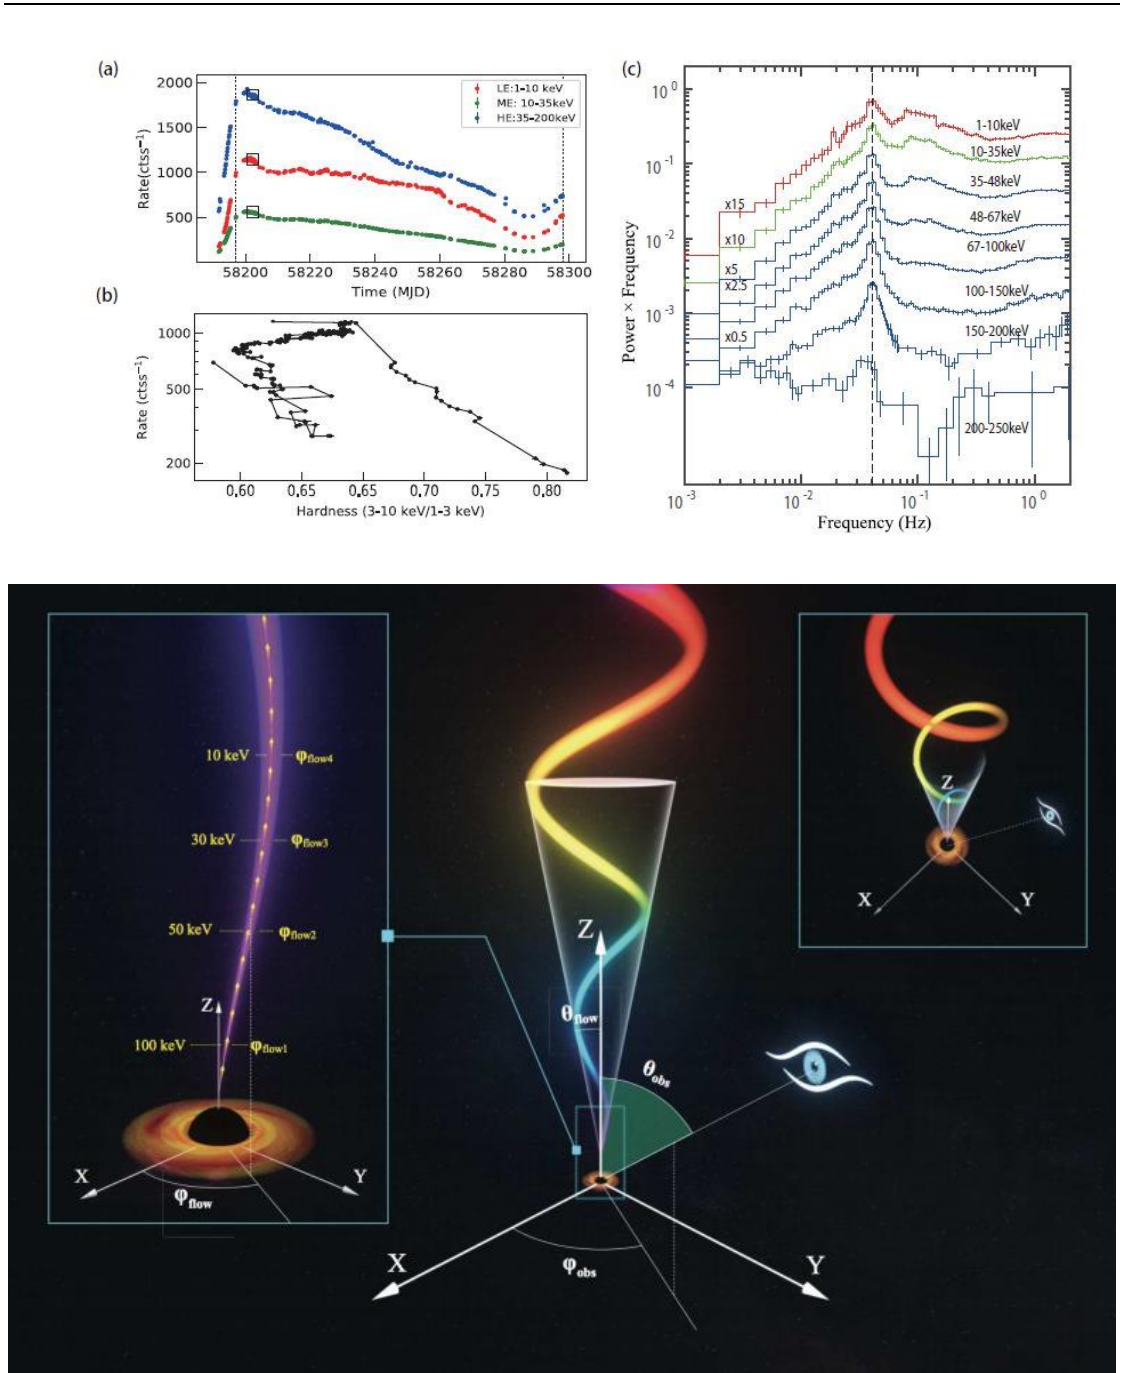 (a)
2000
1500
1000
500
Rate(ctss⁻¹)
LE:1-10 keV
ME: 10-35keV
HE:35-200keV
58200 58220 58240 58260 58280 58300
Time (MJD)
(b)
1000
500
200
Rate (ctss⁻¹)
0.60 0.65 0.65 0.70 0.75 0.80
Hardness (3-10 keV/1-3 keV)
(c)
10⁰
10⁻¹
10⁻²
10⁻³
10⁻⁴
Power × Frequency
1-10keV
10-35keV
35-48keV
48-67keV
67-100keV
100-150keV
150-200keV
200-250keV
x15
x10
x5
x2.5
x0.5
10⁻³ 10⁻² 10⁻¹ 10⁰
Frequency (Hz)
10 keV φflow4
30 keV φflow3
50 keV φflow2
Z
100 keV φflow1
X Y
φflow
Z
θflow
θobs
X Y
φobs
Z
X Y